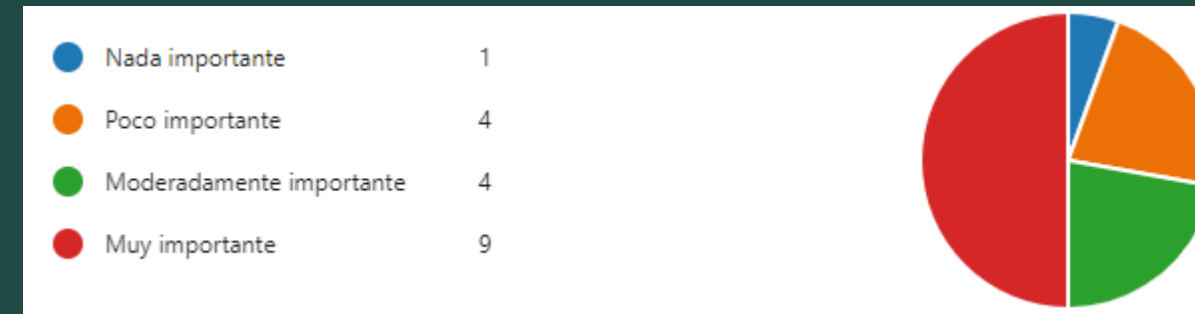 Nada importante 1
Poco importante 4
Moderadamente importante 4
Muy importante 9